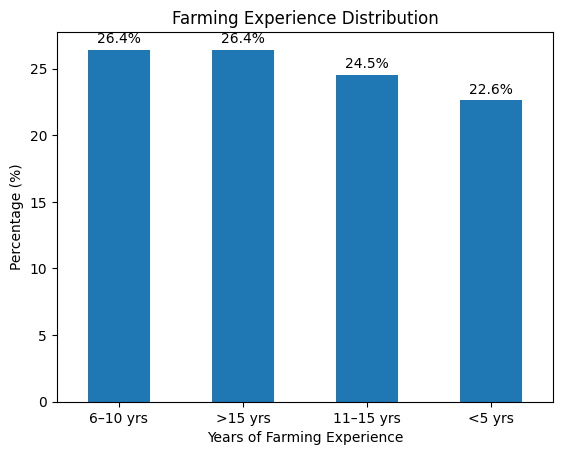 Farming Experience Distribution
26.4%
26.4%
24.5%
22.6%
25
20
15
10
5
0
Percentage (%)
6–10 yrs
>15 yrs
11–15 yrs
<5 yrs
Years of Farming Experience